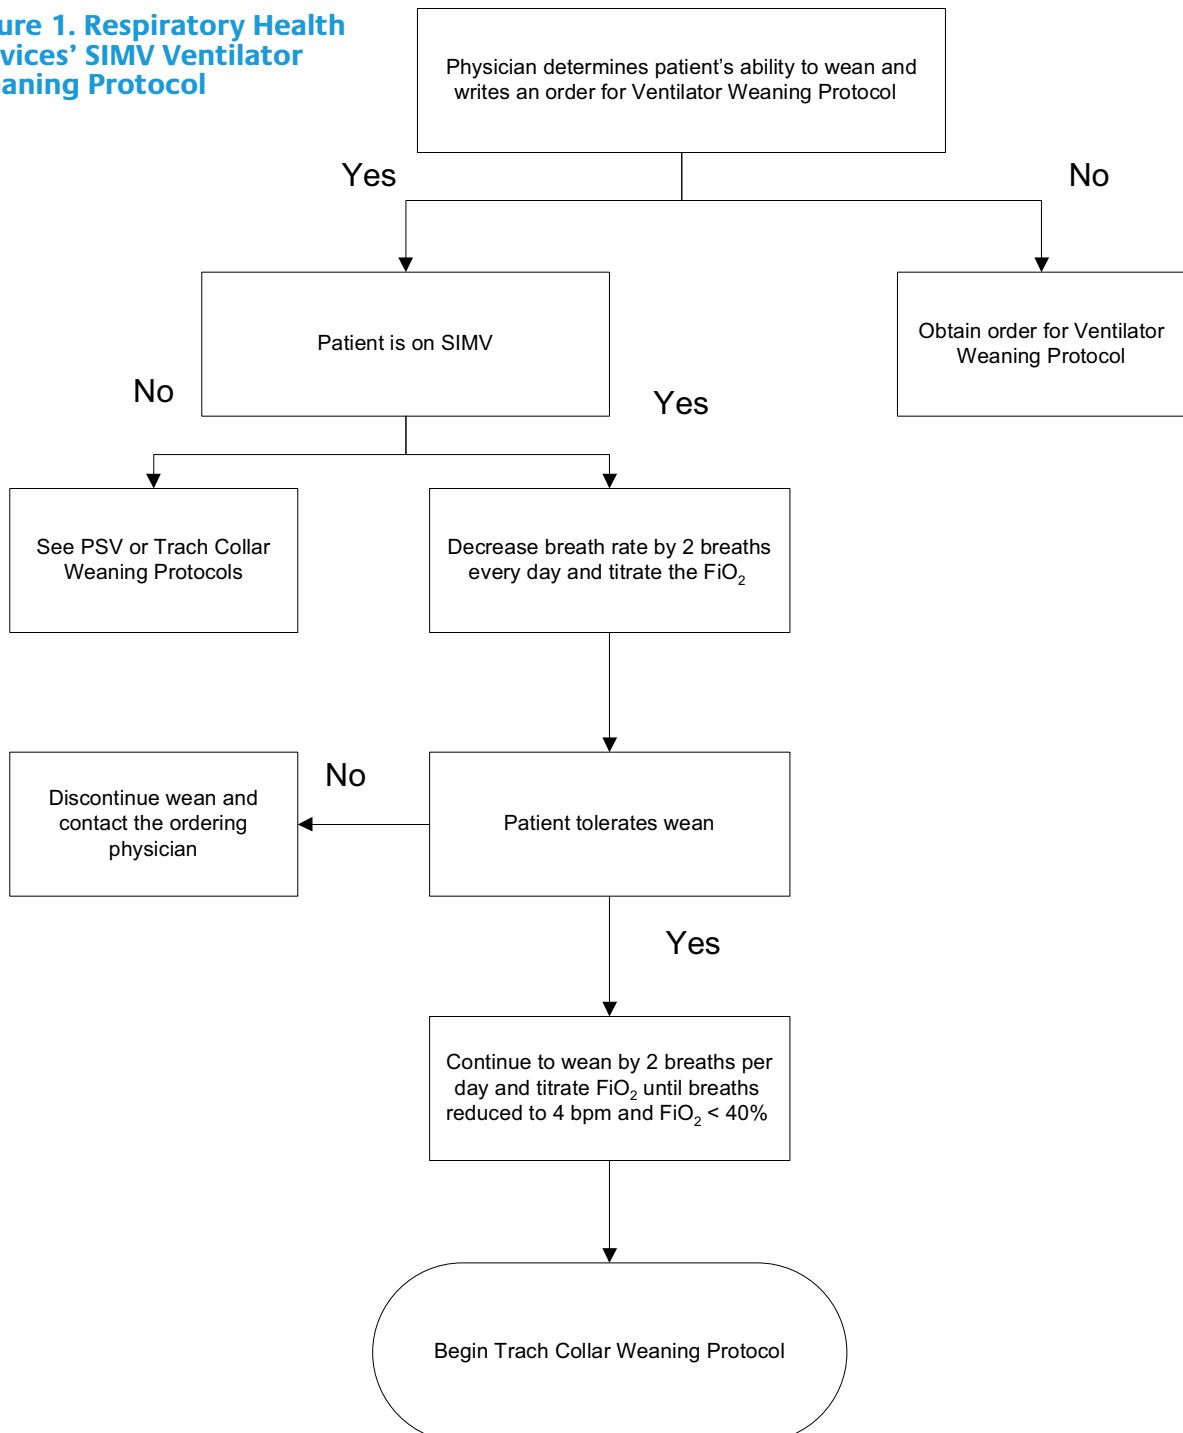 ure 1. Respiratory Health
vices’ SIMV Ventilator
aning Protocol
Physician determines patient’s ability to wean and
writes an order for Ventilator Weaning Protocol
Yes
No
Patient is on SIMV
Obtain order for Ventilator
Weaning Protocol
No
Yes
See PSV or Trach Collar
Weaning Protocols
Decrease breath rate by 2 breaths
every day and titrate the FiO₂
Discontinue wean and
contact the ordering
physician
No
Patient tolerates wean
Yes
Continue to wean by 2 breaths per
day and titrate FiO₂ until breaths
reduced to 4 bpm and FiO₂ < 40%
Begin Trach Collar Weaning Protocol